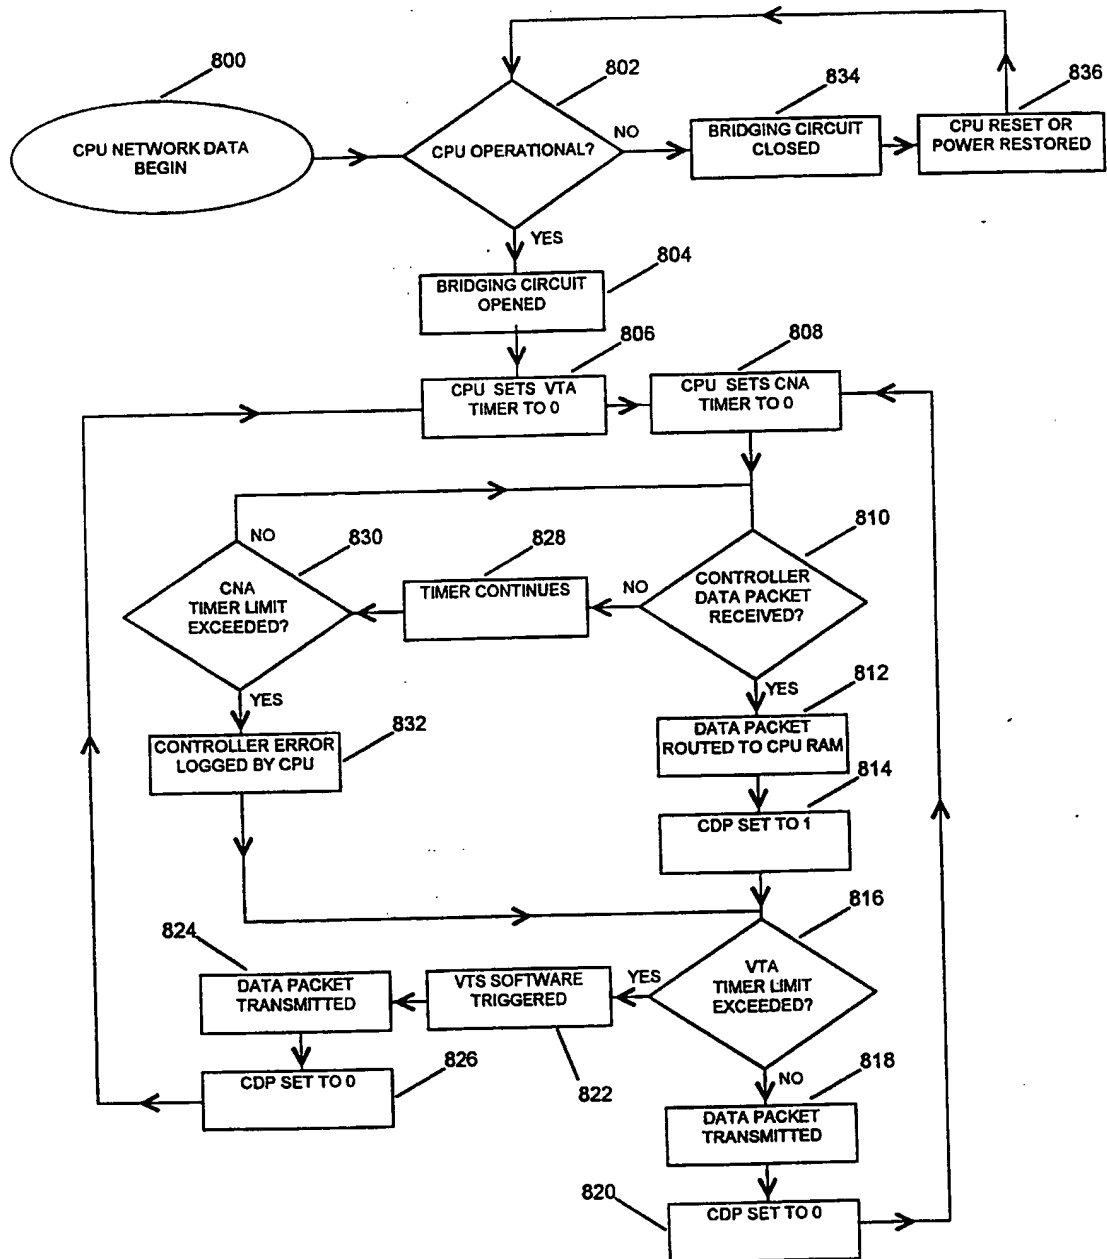 800
CPU NETWORK DATA
BEGIN
802
CPU OPERATIONAL?
NO
834
BRIDGING CIRCUIT
CLOSED
836
CPU RESET OR
POWER RESTORED
YES
804
BRIDGING CIRCUIT
OPENED
806
CPU SETS VTA
TIMER TO 0
808
CPU SETS CNA
TIMER TO 0
810
CONTROLLER
DATA PACKET
RECEIVED?
NO
828
TIMER CONTINUES
830
CNA
TIMER LIMIT
EXCEEDED?
NO
YES
832
CONTROLLER ERROR
LOGGED BY CPU
YES
812
DATA PACKET
ROUTED TO CPU RAM
814
CDP SET TO 1
816
VTA
TIMER LIMIT
EXCEEDED?
YES
VTS SOFTWARE
TRIGGERED
822
824
DATA PACKET
TRANSMITTED
826
CDP SET TO 0
NO
818
DATA PACKET
TRANSMITTED
820
CDP SET TO 0